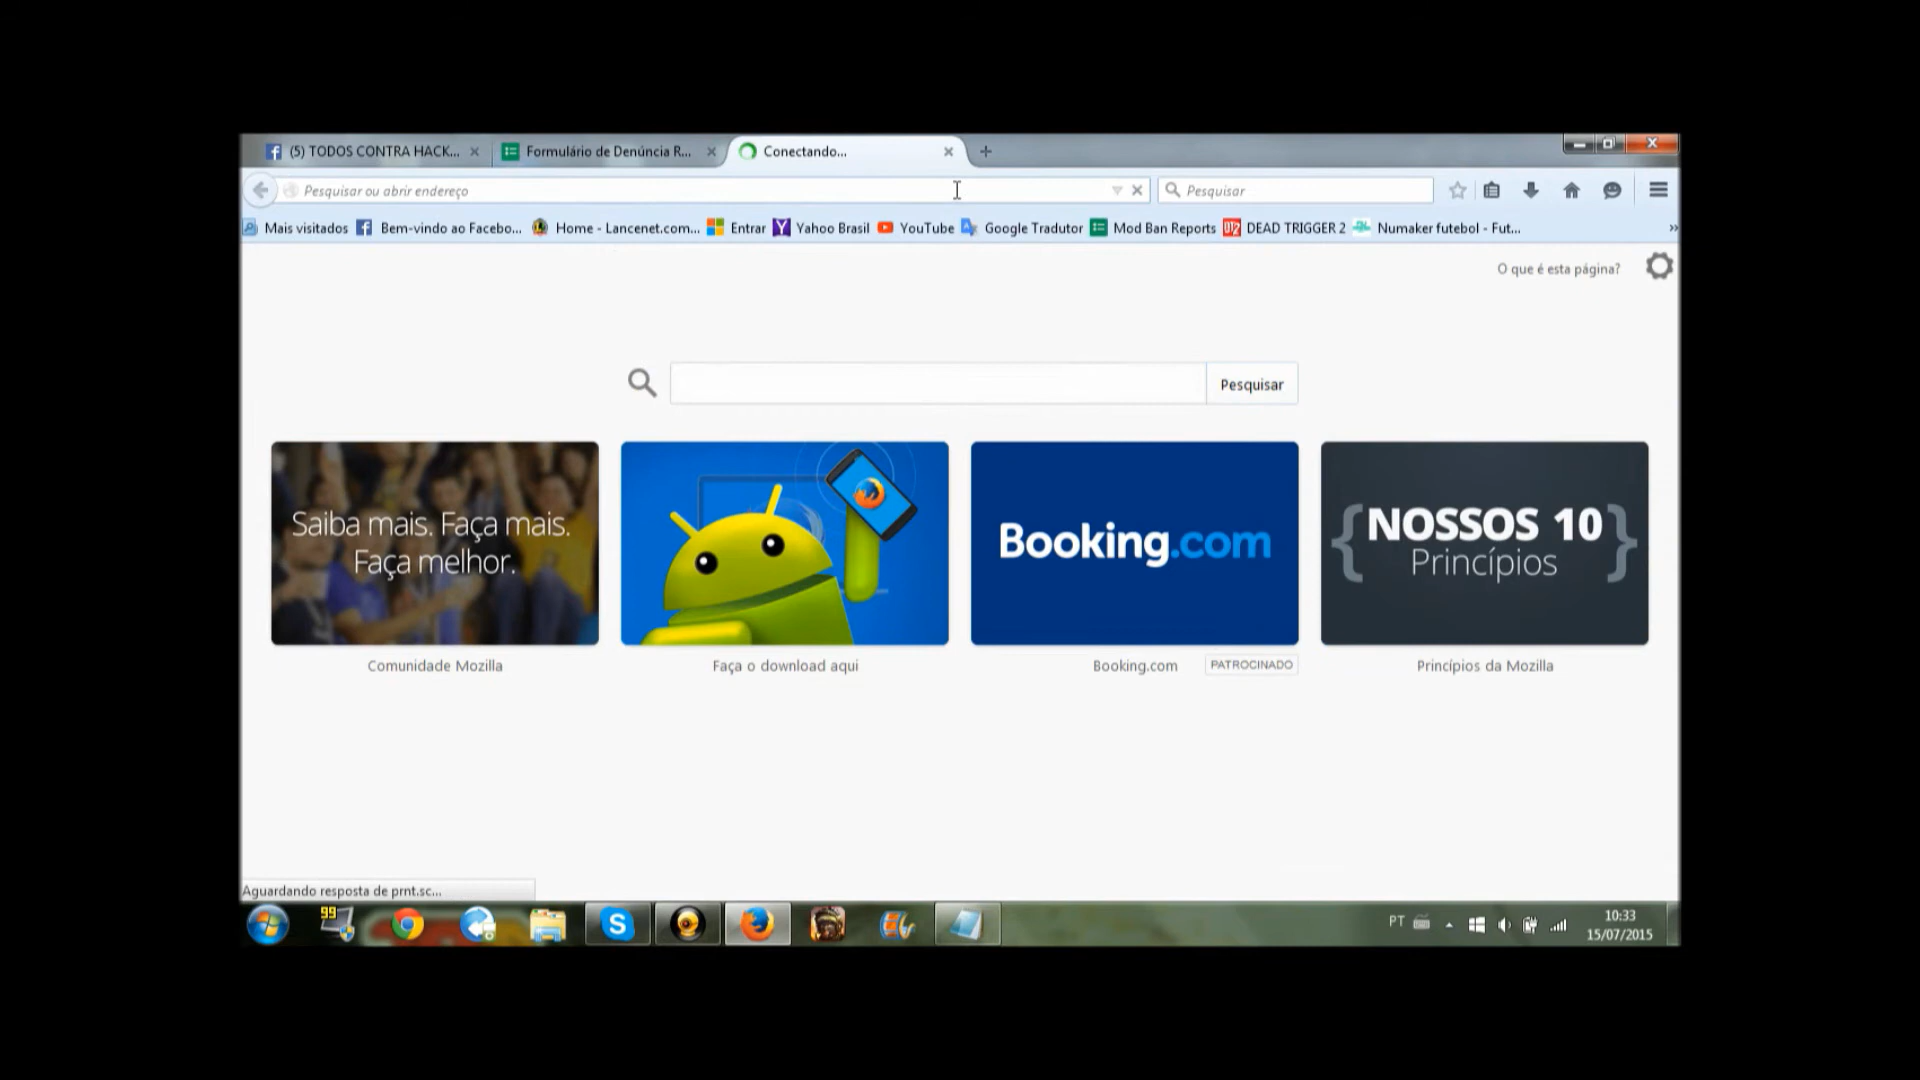 (5) TODOS CONTRA HACK...
Formulário de Denúncia R...
Conectando...
Pesquisar ou abrir endereço
Pesquisar
Mais visitados
Bem-vindo ao Facebo...
Home - Lancenet.com...
Entrar
Yahoo Brasil
YouTube
Google Tradutor
Mod Ban Reports
DEAD TRIGGER 2
Numaker futebol - Fut...
O que é esta página?
Pesquisar
Saiba mais. Faça mais.
Faça melhor.
Booking.com
NOSSOS 10
Princípios
Comunidade Mozilla
Faça o download aqui
Booking.com
PATROCINADO
Princípios da Mozilla
Aguardando resposta de prnt.sc...
99
PT
10:33
15/07/2015